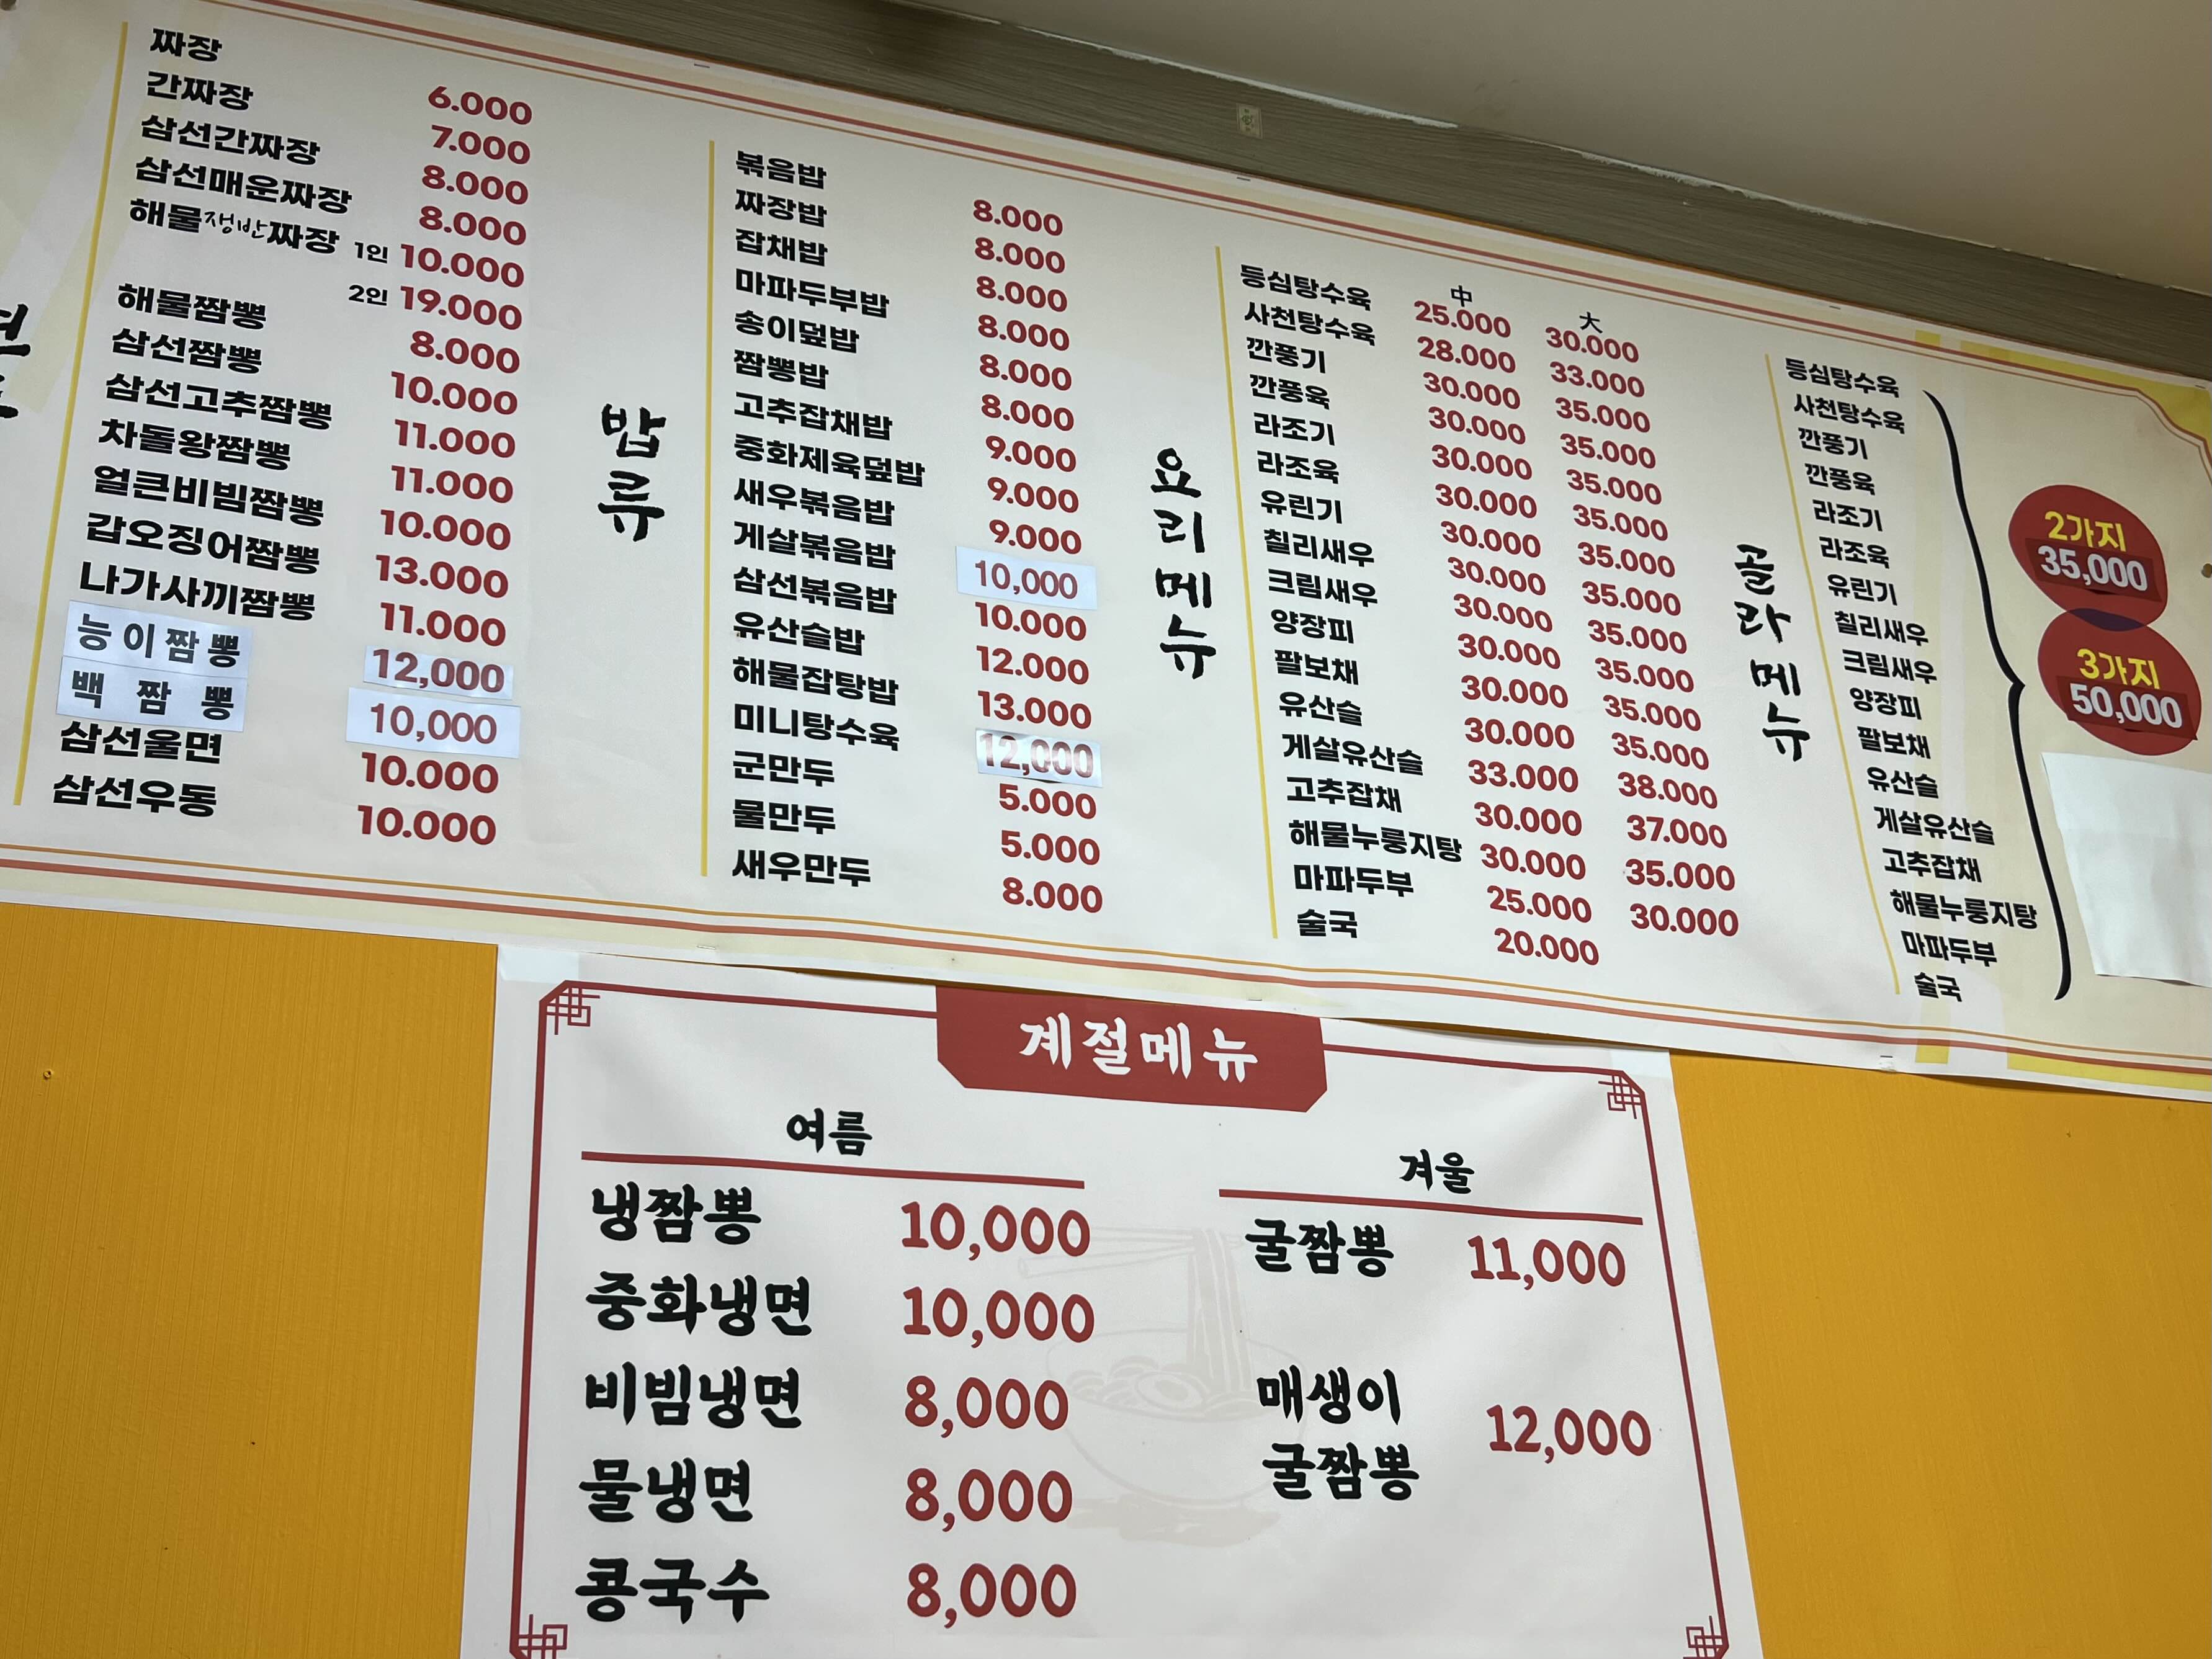 짜장 6.000
간짜장 7.000
삼선간짜장 8.000
삼선매운짜장 8.000
해물쟁반짜장 1인 10.000
2인 19.000
해물짬뽕 8.000
삼선짬뽕 10.000
삼선고추짬뽕 11.000
차돌왕짬뽕 11.000
얼큰비빔짬뽕 10.000
갑오징어짬뽕 13.000
나가사끼짬뽕 11.000
능이짬뽕 12,000
백짬뽕 10,000
삼선울면 10.000
삼선우동 10.000
밥류
볶음밥 8.000
짜장밥 8.000
잡채밥 8.000
마파두부밥 8.000
송이덮밥 8.000
짬뽕밥 8.000
고추잡채밥 9.000
중화제육덮밥 9.000
새우볶음밥 9.000
게살볶음밥 10,000
삼선볶음밥 10.000
유산슬밥 12.000
해물잡탕밥 13.000
미니탕수육 12,000
군만두 5.000
물만두 5.000
새우만두 8.000
요리메뉴
中 大
등심탕수육 25.000 30.000
사천탕수육 28.000 33.000
깐풍기 30.000 35.000
깐풍육 30.000 35.000
라조기 30.000 35.000
라조육 30.000 35.000
유린기 30.000 35.000
칠리새우 30.000 35.000
크림새우 30.000 35.000
양장피 30.000 35.000
팔보채 30.000 35.000
유산슬 30.000 35.000
게살유산슬 33.000 38.000
고추잡채 30.000 37.000
해물누룽지탕 30.000 35.000
마파두부 25.000 30.000
술국 20.000
골라메뉴
등심탕수육
사천탕수육
깐풍기
깐풍육
라조기
라조육
유린기
칠리새우
크림새우
양장피
팔보채
유산슬
게살유산슬
고추잡채
해물누룽지탕
마파두부
술국
2가지
35,000
3가지
50,000
계절메뉴
여름
냉짬뽕 10,000
중화냉면 10,000
비빔냉면 8,000
물냉면 8,000
콩국수 8,000
겨울
굴짬뽕 11,000
매생이
굴짬뽕 12,000